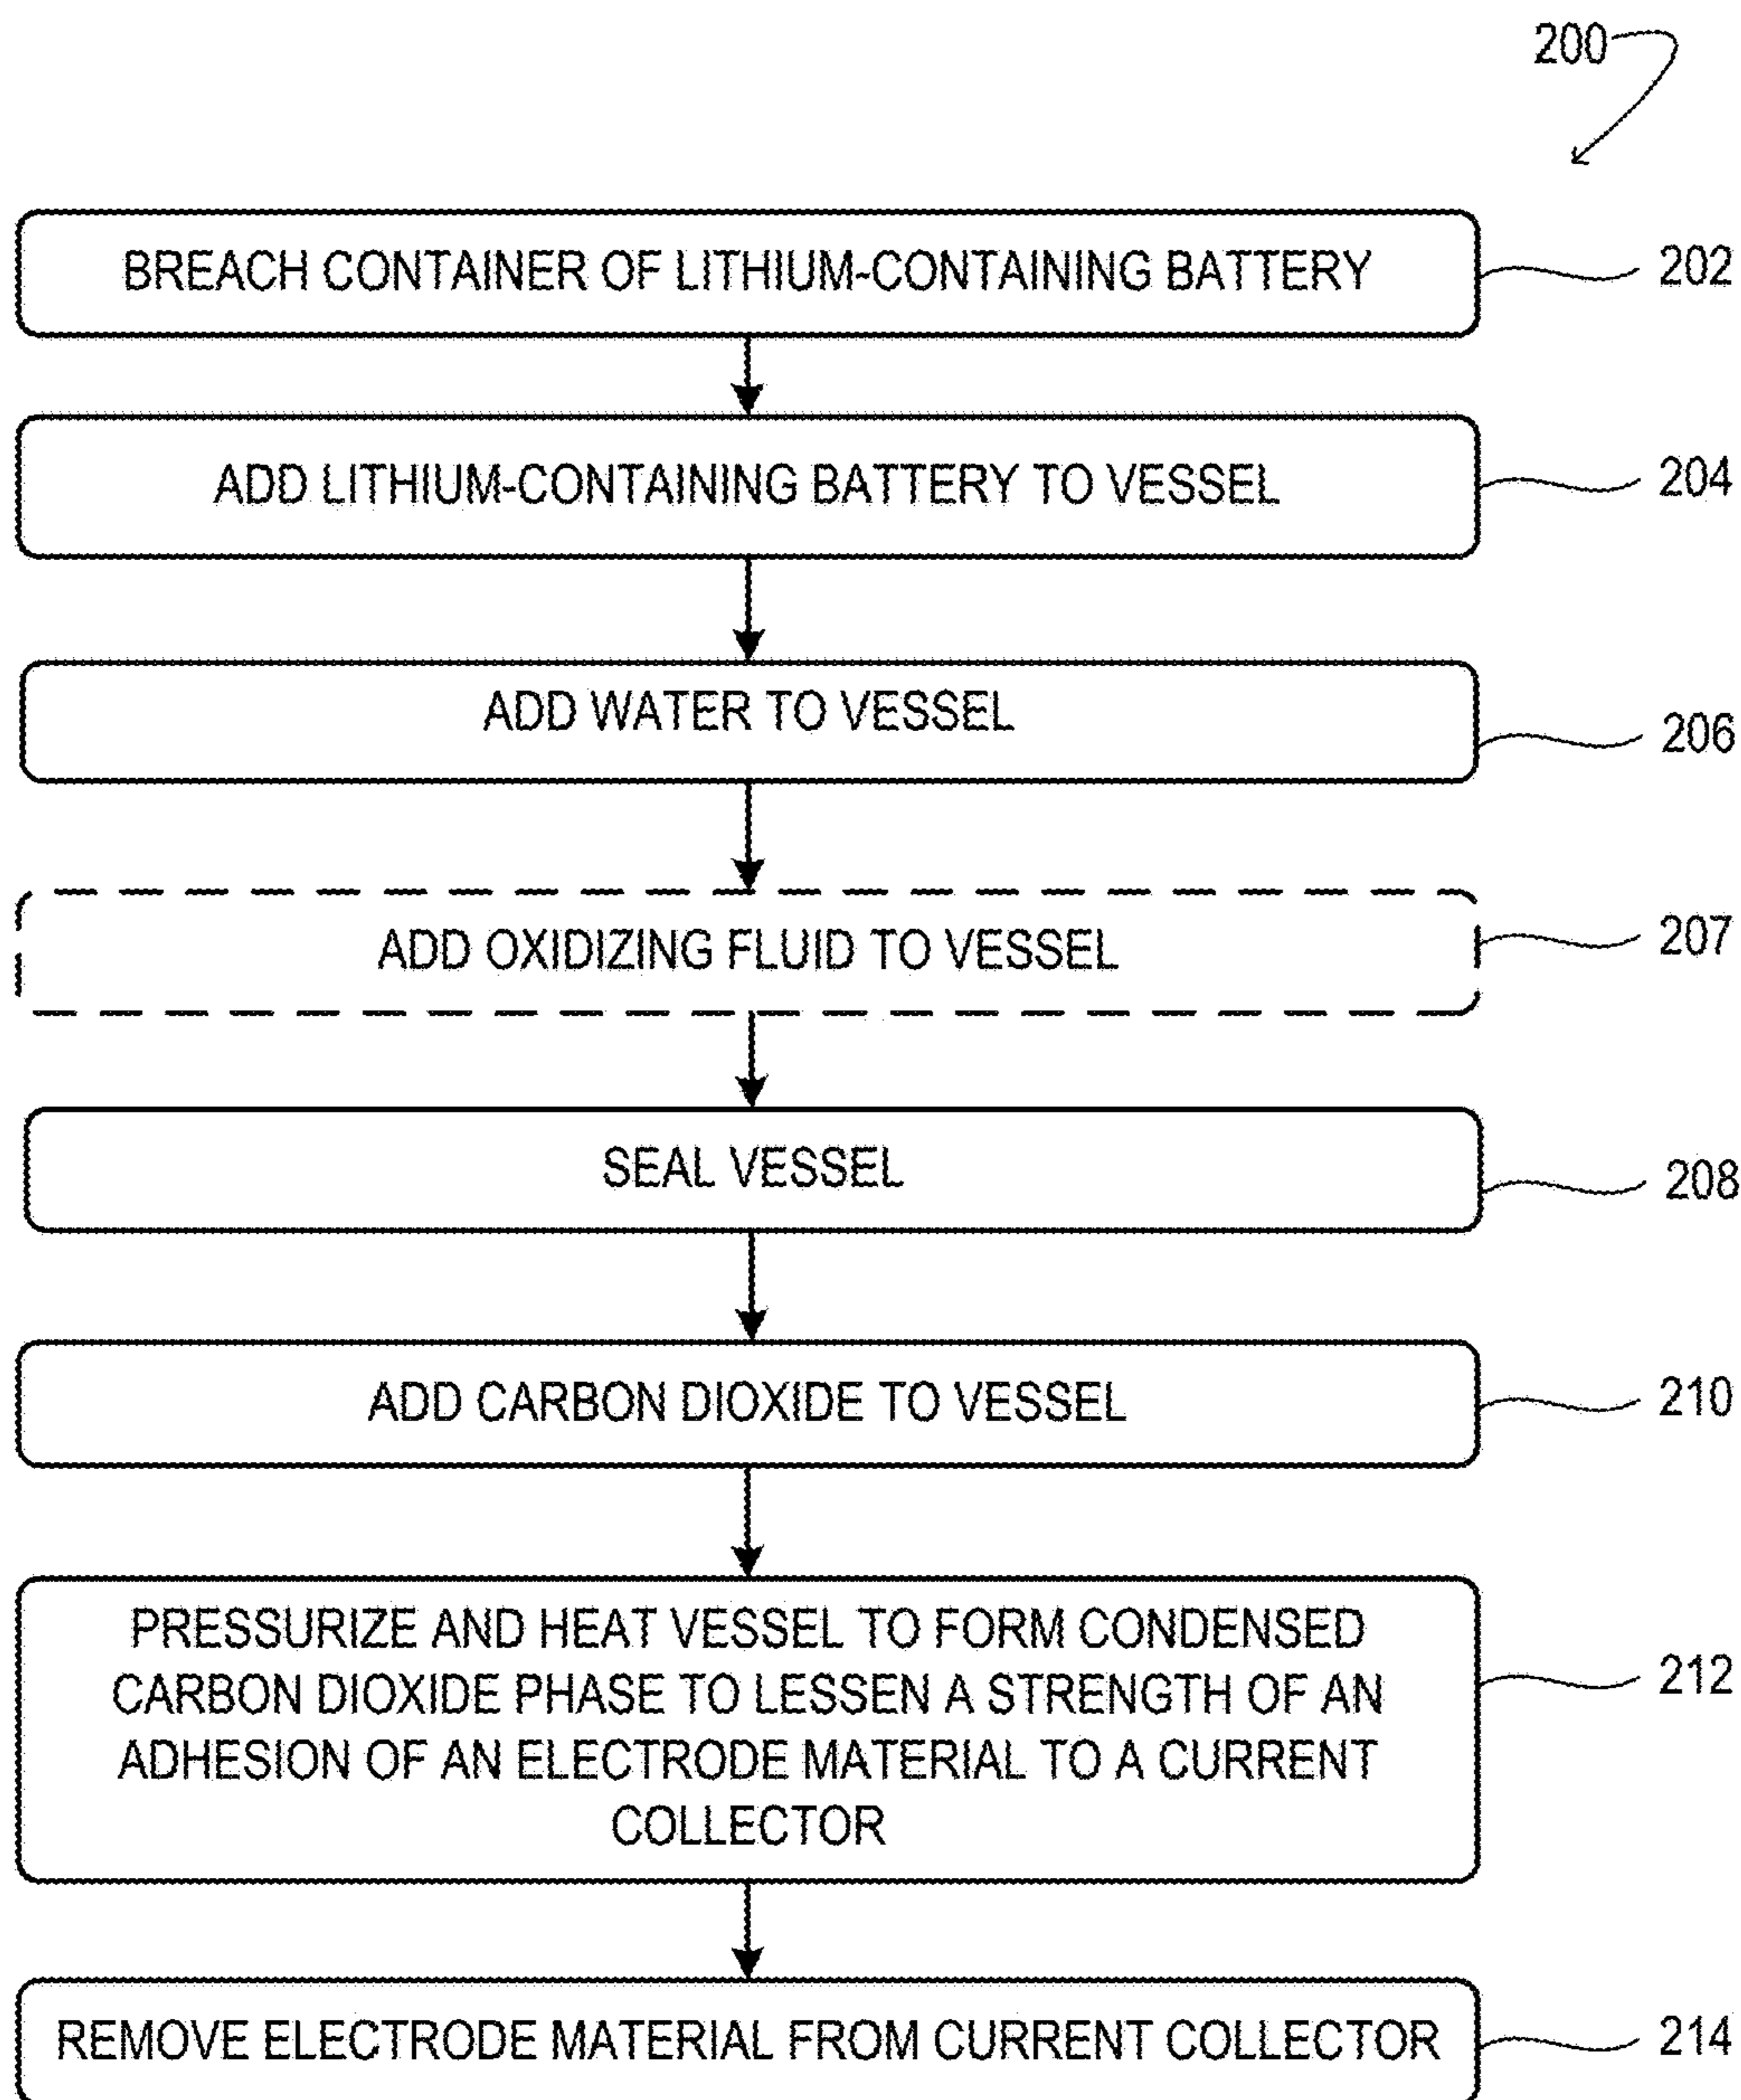 200
BREACH CONTAINER OF LITHIUM-CONTAINING BATTERY
202
ADD LITHIUM-CONTAINING BATTERY TO VESSEL
204
ADD WATER TO VESSEL
206
ADD OXIDIZING FLUID TO VESSEL
207
SEAL VESSEL
208
ADD CARBON DIOXIDE TO VESSEL
210
PRESSURIZE AND HEAT VESSEL TO FORM CONDENSED
CARBON DIOXIDE PHASE TO LESSEN A STRENGTH OF AN
ADHESION OF AN ELECTRODE MATERIAL TO A CURRENT
COLLECTOR
212
REMOVE ELECTRODE MATERIAL FROM CURRENT COLLECTOR
214